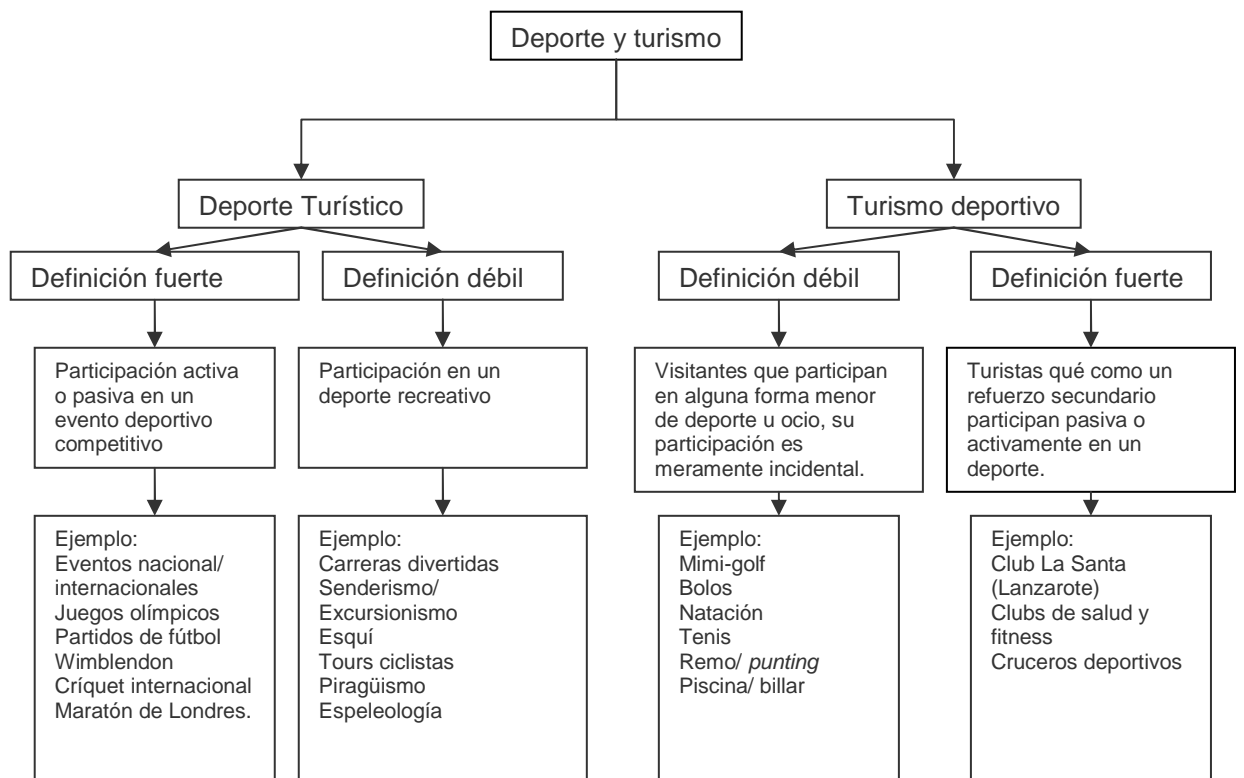 Deporte y turismo
Deporte Turístico
Turismo deportivo
Definición fuerte
Definición débil
Definición débil
Definición fuerte
Participación activa
o pasiva en un
evento deportivo
competitivo
Participación en un
deporte recreativo
Visitantes que participan
en alguna forma menor
de deporte u ocio, su
participación es
meramente incidental.
Turistas qué como un
refuerzo secundario
participan pasiva o
activamente en un
deporte.
Ejemplo:
Eventos nacional/
internacionales
Juegos olímpicos
Partidos de fútbol
Wimblendon
Críquet internacional
Maratón de Londres.
Ejemplo:
Carreras divertidas
Senderismo/
Excursionismo
Esquí
Tours ciclistas
Piragüismo
Espeleología
Ejemplo:
Mimi-golf
Bolos
Natación
Tenis
Remo/ punting
Piscina/ billar
Ejemplo:
Club La Santa
(Lanzarote)
Clubs de salud y
fitness
Cruceros deportivos